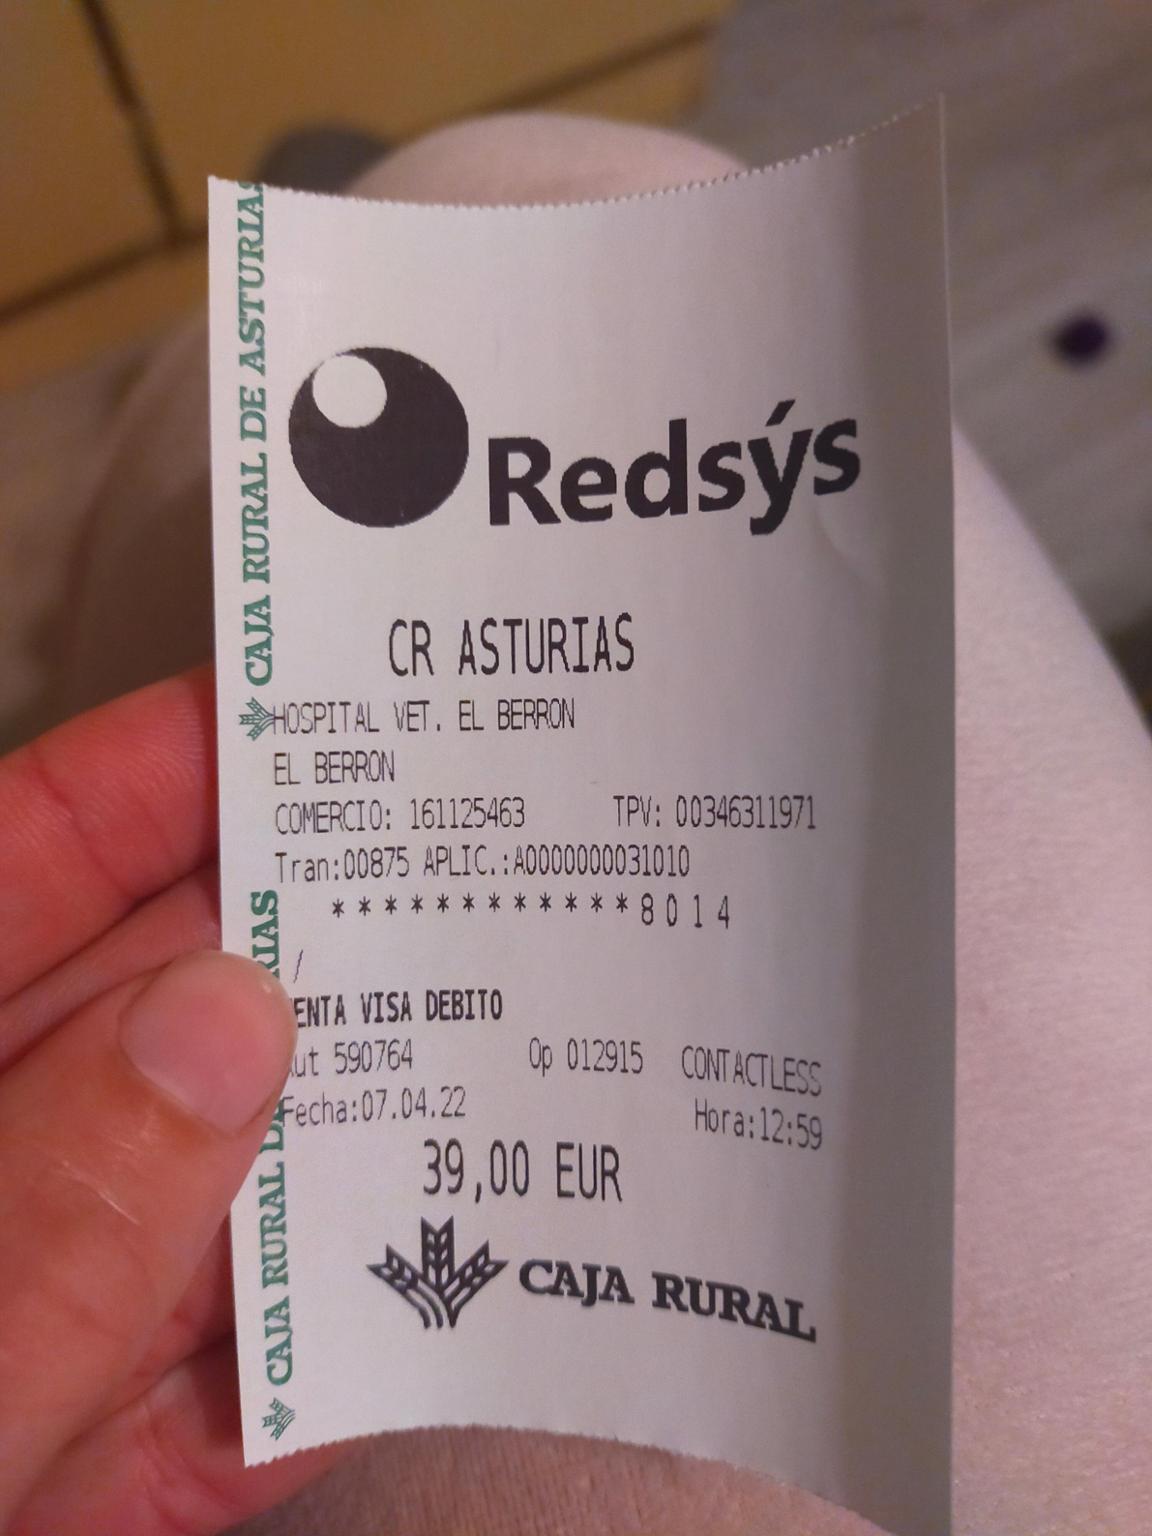 CAJA RURAL DE ASTURIAS
Redsýs
CR ASTURIAS
HOSPITAL VET. EL BERRON
EL BERRON
COMERCIO: 161125463 TPV: 00346311971
Tran:00875 APLIC.:A0000000031010
************8014
/
ENTA VISA DEBITO
ut 590764 Op 012915 CONTACTLESS
Fecha:07.04.22 Hora:12:59
39,00 EUR
CAJA RURAL
CAJA RURAL D RIAS